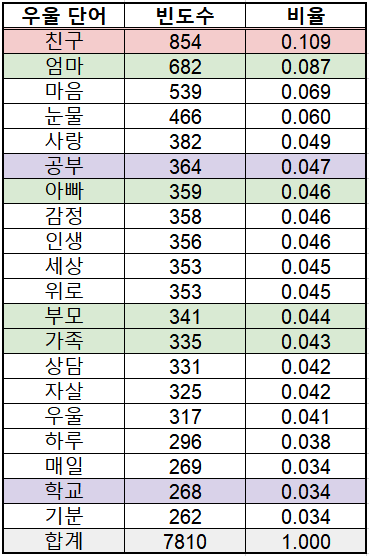 우울 단어 빈도수 비율
친구 854 0.109
엄마 682 0.087
마음 539 0.069
눈물 466 0.060
사랑 382 0.049
공부 364 0.047
아빠 359 0.046
감정 358 0.046
인생 356 0.046
세상 353 0.045
위로 353 0.045
부모 341 0.044
가족 335 0.043
상담 331 0.042
자살 325 0.042
우울 317 0.041
하루 296 0.038
매일 269 0.034
학교 268 0.034
기분 262 0.034
합계 7810 1.000